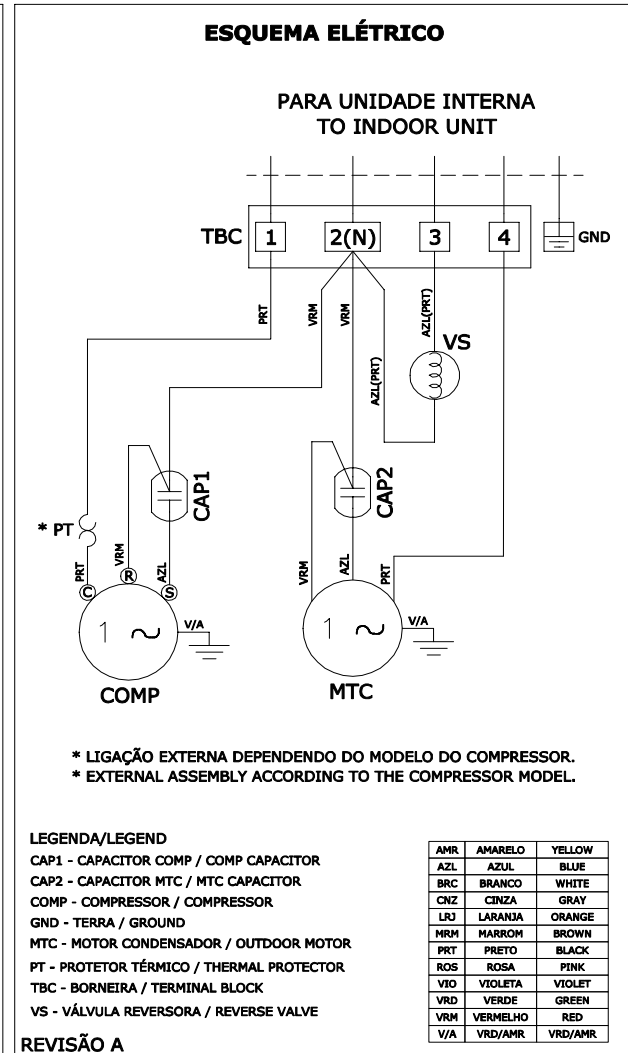 ESQUEMA ELÉTRICO
PARA UNIDADE INTERNA
TO INDOOR UNIT
TBC 1 2(N) 3 4 GND
PRT VRM VRM AZL(PRT) AZL(PRT)
VS
CAP1 CAP2
* PT
PRT VRM AZL VRM AZL PRT
C R S
1 ~ V/A 1 ~ V/A
COMP MTC
* LIGAÇÃO EXTERNA DEPENDENDO DO MODELO DO COMPRESSOR.
* EXTERNAL ASSEMBLY ACCORDING TO THE COMPRESSOR MODEL.
LEGENDA/LEGEND
CAP1 - CAPACITOR COMP / COMP CAPACITOR
CAP2 - CAPACITOR MTC / MTC CAPACITOR
COMP - COMPRESSOR / COMPRESSOR
GND - TERRA / GROUND
MTC - MOTOR CONDENSADOR / OUTDOOR MOTOR
PT - PROTETOR TÉRMICO / THERMAL PROTECTOR
TBC - BORNEIRA / TERMINAL BLOCK
VS - VÁLVULA REVERSORA / REVERSE VALVE
REVISÃO A
AMR AMARELO YELLOW
AZL AZUL BLUE
BRC BRANCO WHITE
CNZ CINZA GRAY
LRJ LARANJA ORANGE
MRM MARROM BROWN
PRT PRETO BLACK
ROS ROSA PINK
VIO VIOLETA VIOLET
VRD VERDE GREEN
VRM VERMELHO RED
V/A VRD/AMR VRD/AMR